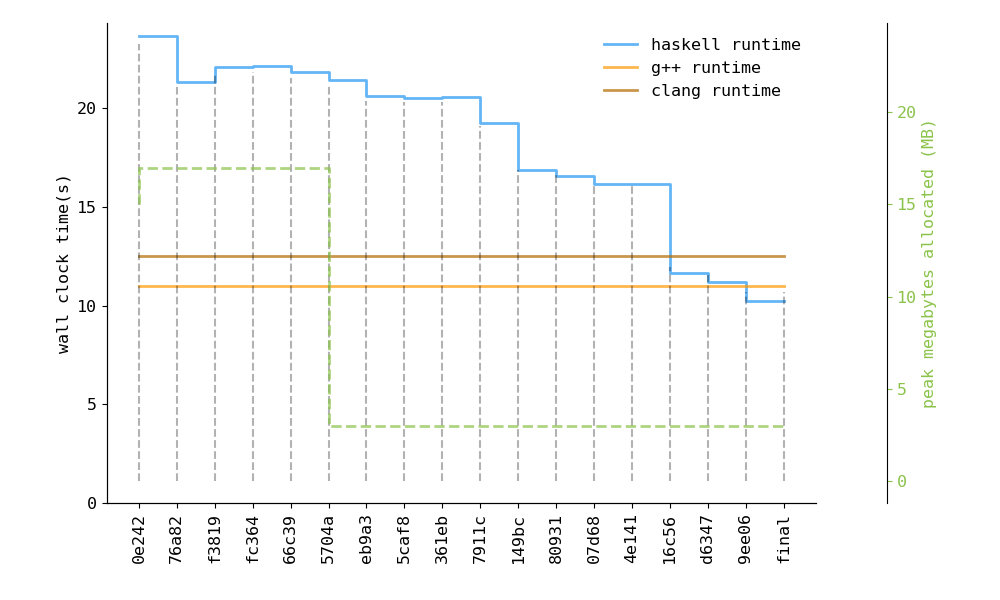 haskell runtime
g++ runtime
clang runtime
wall clock time(s)
20
15
10
5
0
20
15
10
5
0
peak megabytes allocated (MB)
0e242
76a82
f3819
fc364
66c39
5704a
eb9a3
5caf8
361eb
7911c
149bc
80931
07d68
4e141
16c56
d6347
9ee06
final